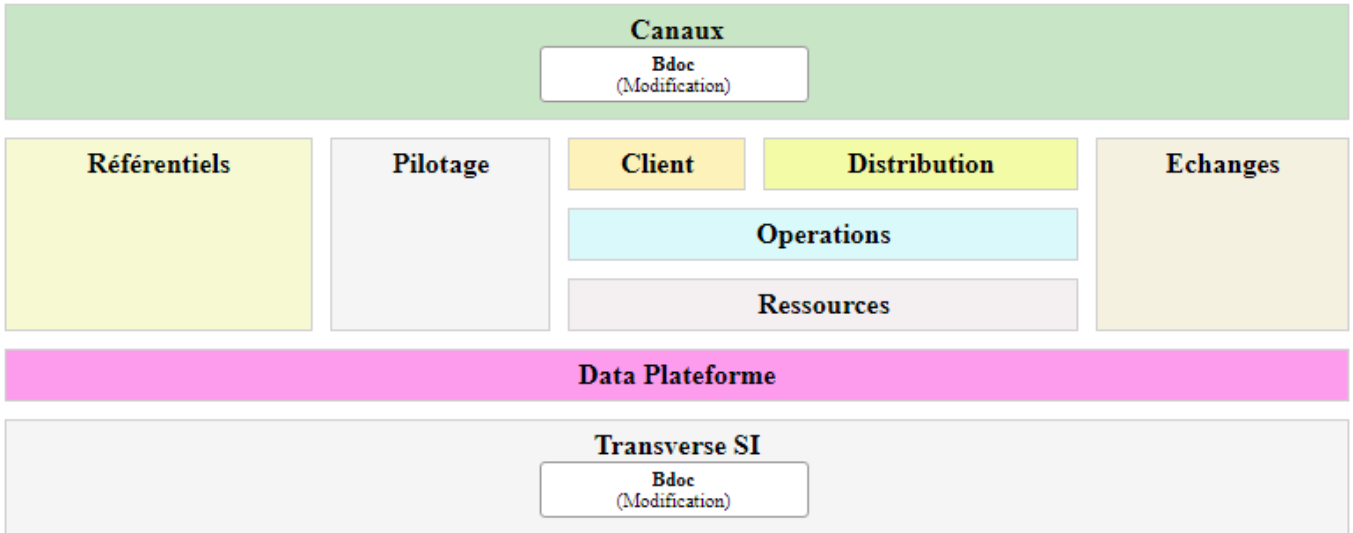 Canaux
Bdoc
(Modification)
Référentiels
Pilotage
Client
Distribution
Echanges
Operations
Ressources
Data Plateforme
Transverse SI
Bdoc
(Modification)